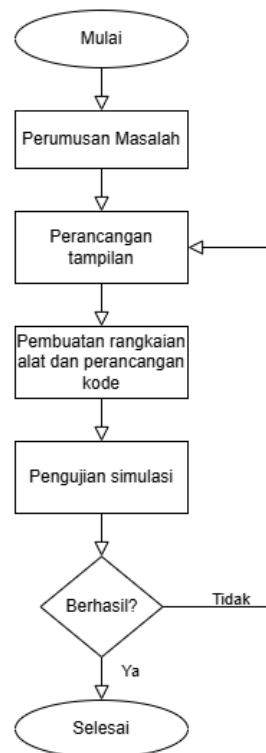 Mulai
Perumusan Masalah
Perancangan
tampilan
Pembuatan rangkaian
alat dan perancangan
kode
Pengujian simulasi
Berhasil?
Tidak
Ya
Selesai